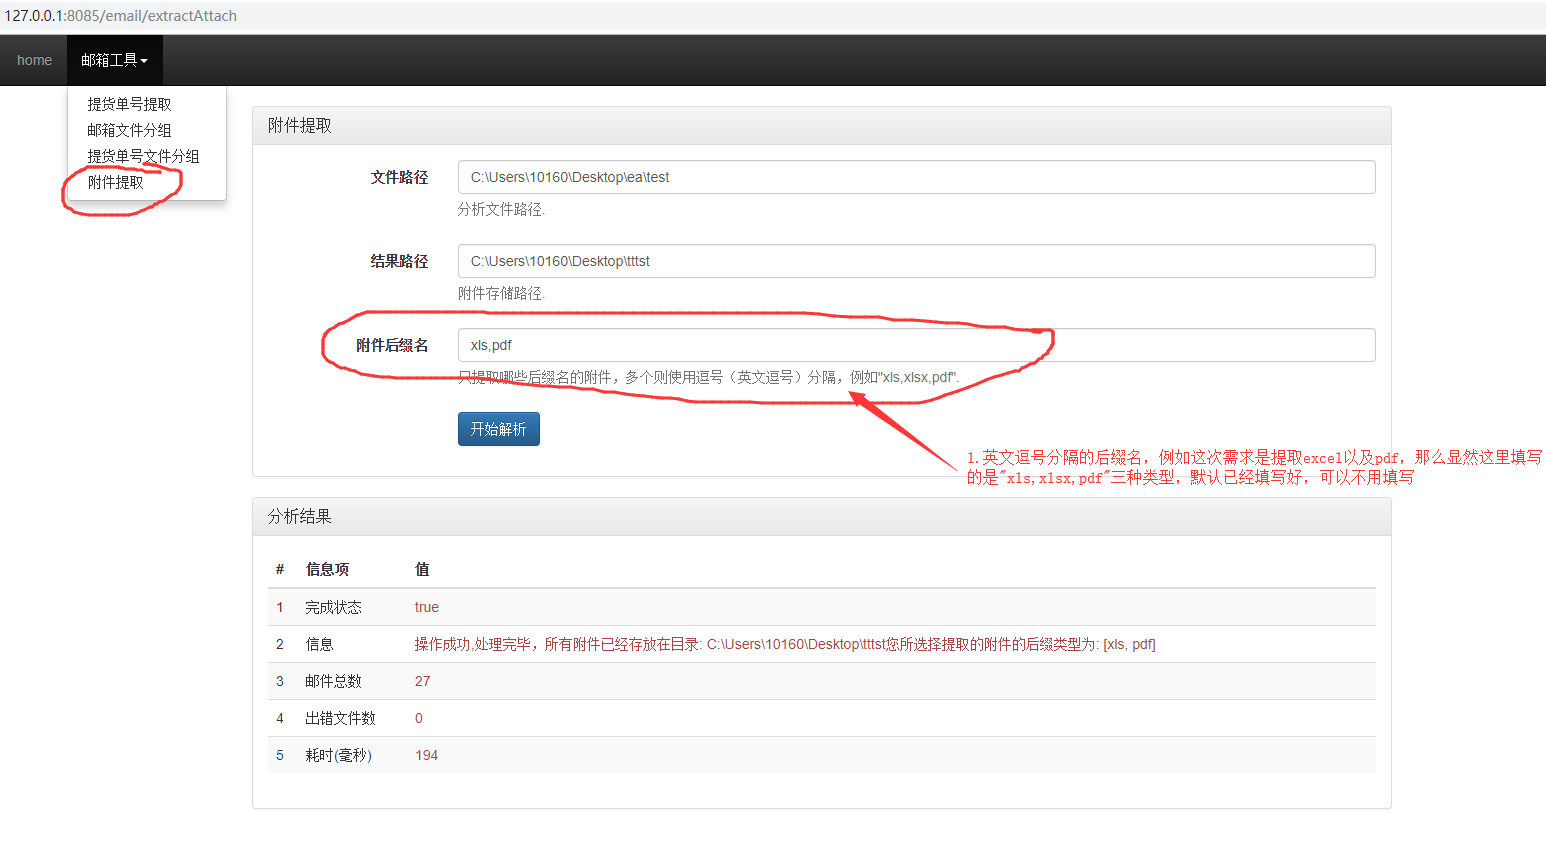 127.0.0.1:8085/email/extractAttach
home
邮箱工具
提货单号提取
邮箱文件分组
提货单号文件分组
附件提取
附件提取
文件路径
C:\Users\10160\Desktop\ea\test
分析文件路径.
结果路径
C:\Users\10160\Desktop\tttst
附件存储路径.
附件后缀名
xls,pdf
只提取哪些后缀名的附件，多个则使用逗号（英文逗号）分隔，例如"xls,xlsx,pdf".
开始解析
1.英文逗号分隔的后缀名，例如这次需求是提取excel以及pdf，那么显然这里填写
的是"xls,xlsx,pdf"三种类型，默认已经填写好，可以不用填写
分析结果
# 信息项 值
1 完成状态 true
2 信息 操作成功,处理完毕，所有附件已经存放在目录: C:\Users\10160\Desktop\tttst您所选择提取的附件的后缀类型为: [xls, pdf]
3 邮件总数 27
4 出错文件数 0
5 耗时(毫秒) 194